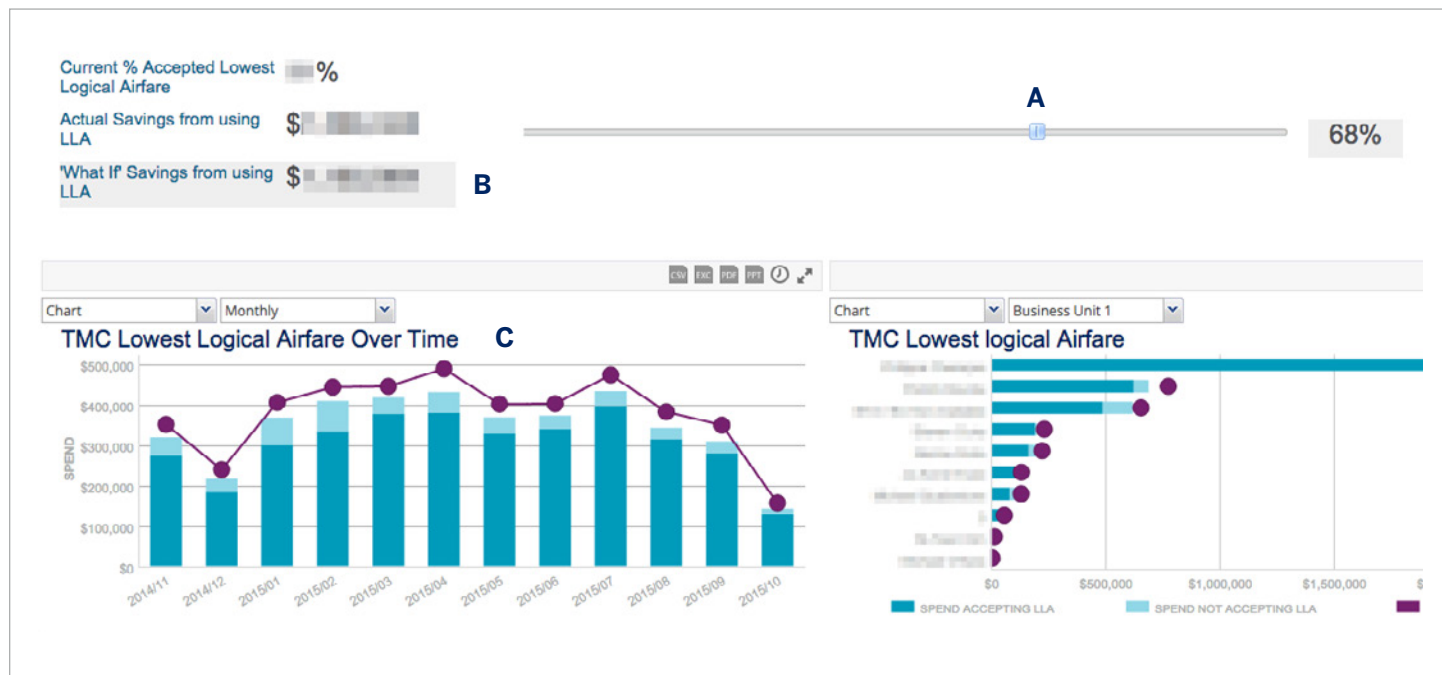 Current % Accepted Lowest
Logical Airfare
%
A
Actual Savings from using
LLA
$
68%
'What If' Savings from using
LLA
$
B
CSV EXC PDF PPT
Chart Monthly
Chart Business Unit 1
TMC Lowest Logical Airfare Over Time C
TMC Lowest logical Airfare
$500,000
$400,000
$300,000
$200,000
$100,000
$0
SPEND
2014/11 2014/12 2015/01 2015/02 2015/03 2015/04 2015/05 2015/06 2015/07 2015/08 2015/09 2015/10
$0 $500,000 $1,000,000 $1,500,000 $
SPEND ACCEPTING LLA SPEND NOT ACCEPTING LLA